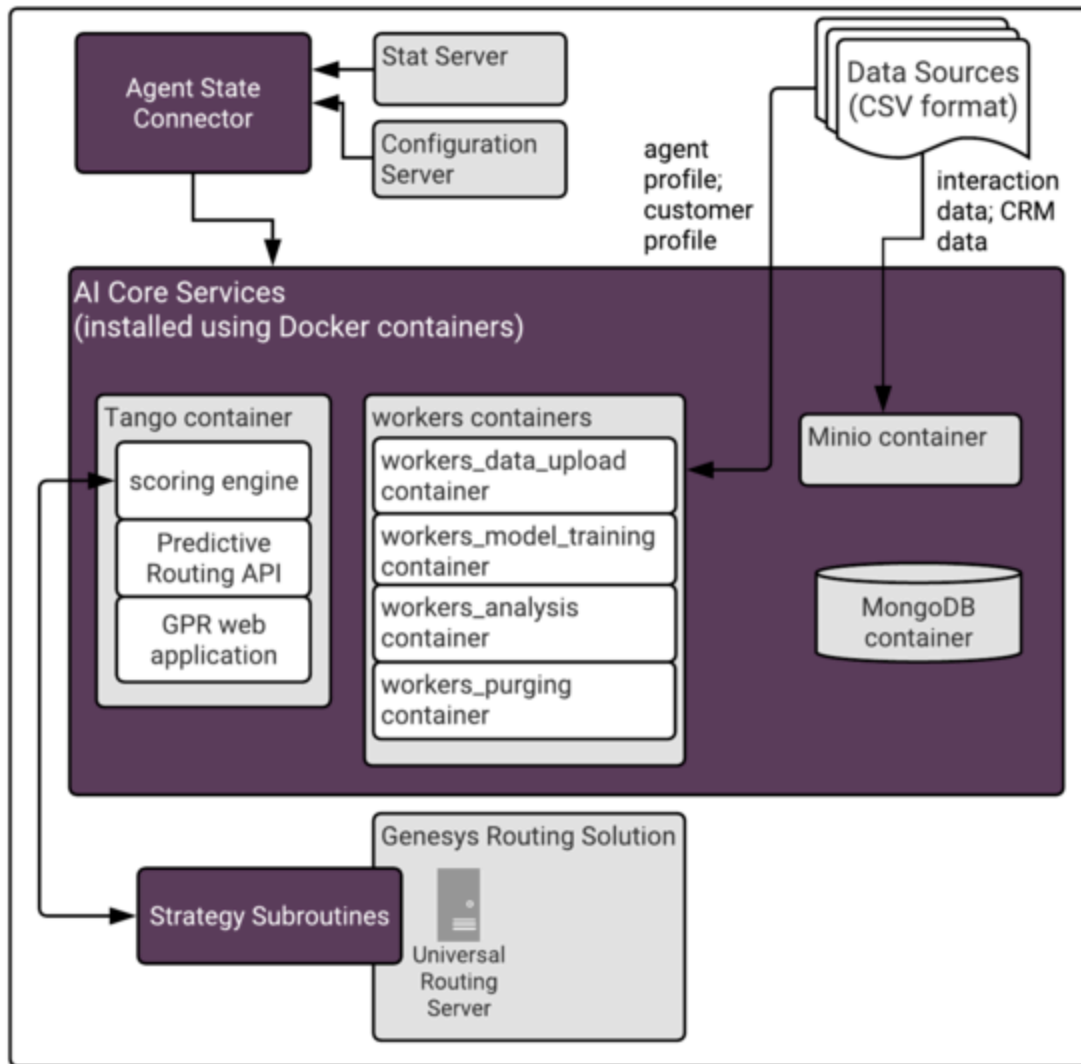 Agent State
Connector
Stat Server
Configuration
Server
Data Sources
(CSV format)
agent
profile;
customer
profile
interaction
data; CRM
data
AI Core Services
(installed using Docker containers)
Tango container
scoring engine
Predictive
Routing API
GPR web
application
workers containers
workers_data_upload
container
workers_model_training
container
workers_analysis
container
workers_purging
container
Minio container
MongoDB
container
Genesys Routing Solution
Strategy Subroutines
Universal
Routing
Server